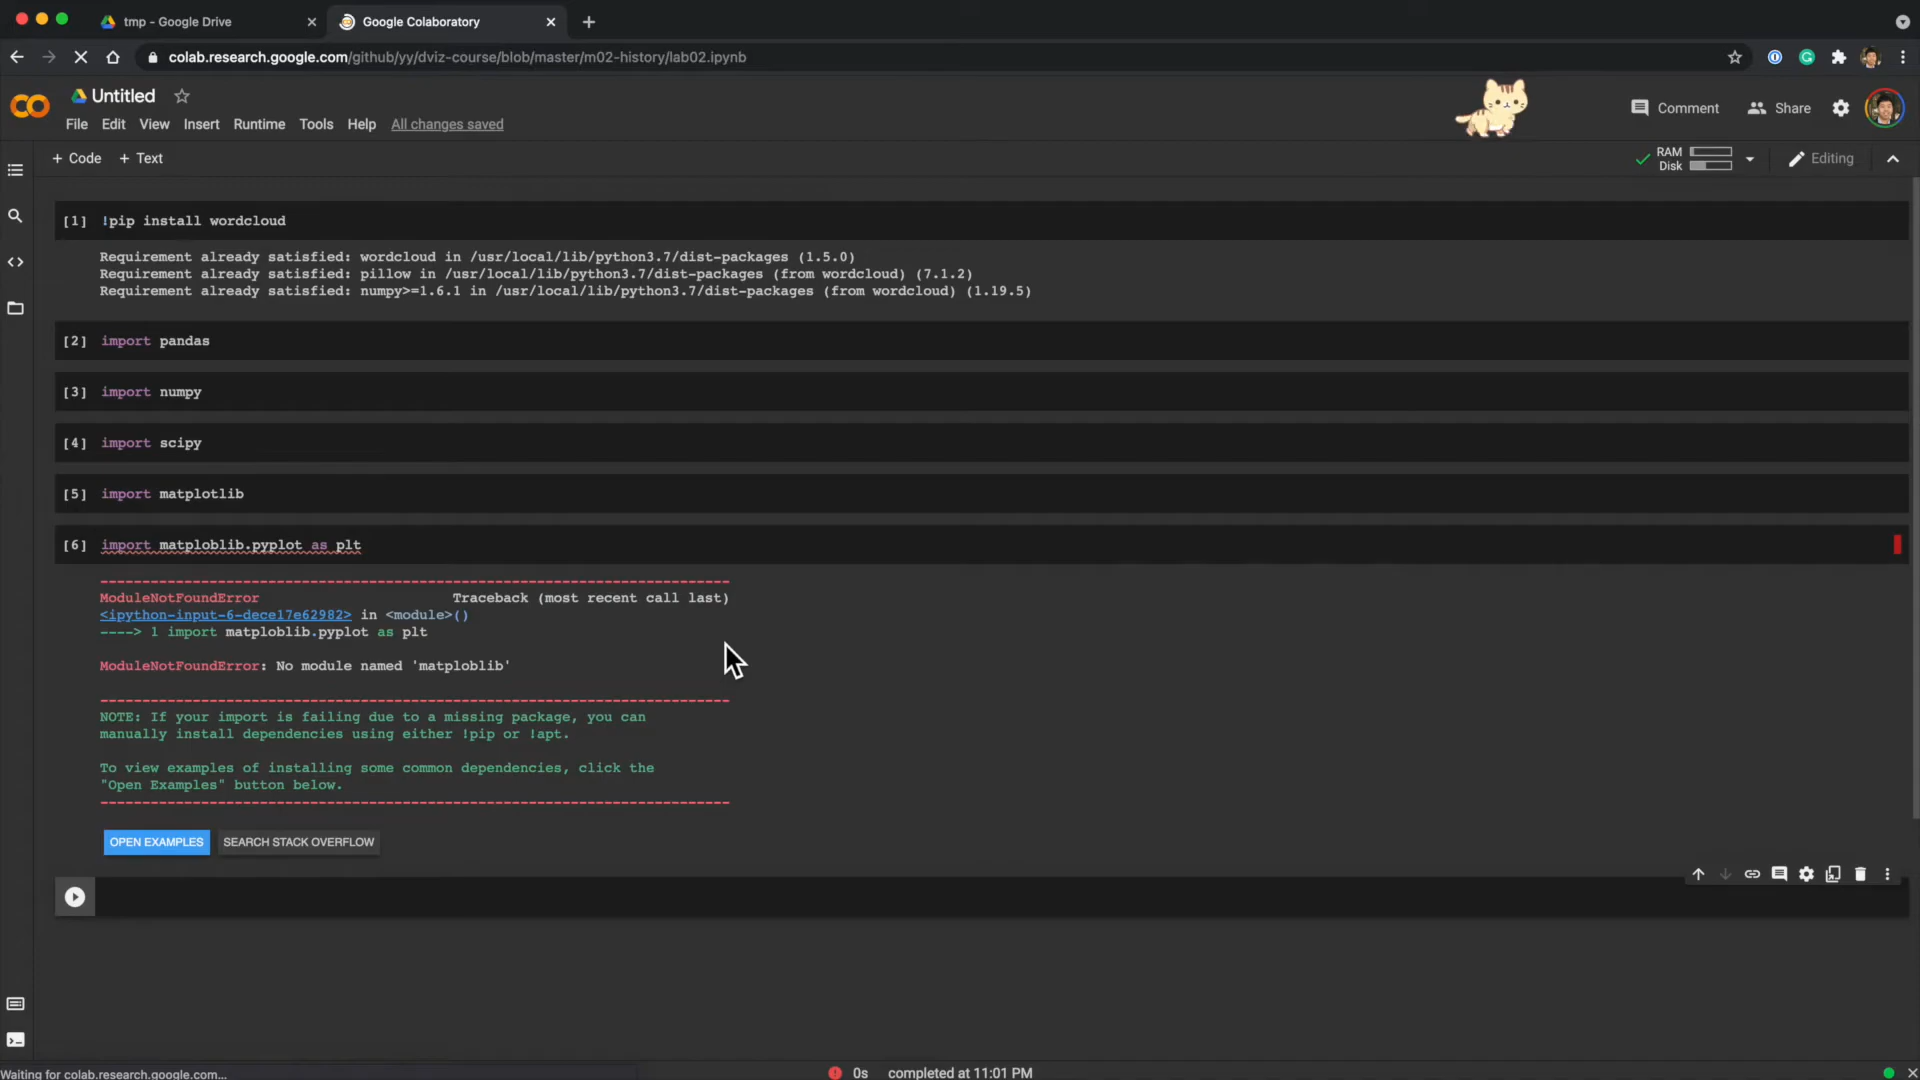 tmp - Google Drive
Google Colaboratory
colab.research.google.com/github/yy/dviz-course/blob/master/m02-history/lab02.ipynb
Untitled
Comment
Share
File Edit View Insert Runtime Tools Help All changes saved
+ Code + Text
RAM
Disk
Editing
[1] !pip install wordcloud
Requirement already satisfied: wordcloud in /usr/local/lib/python3.7/dist-packages (1.5.0)
Requirement already satisfied: pillow in /usr/local/lib/python3.7/dist-packages (from wordcloud) (7.1.2)
Requirement already satisfied: numpy>=1.6.1 in /usr/local/lib/python3.7/dist-packages (from wordcloud) (1.19.5)
[2] import pandas
[3] import numpy
[4] import scipy
[5] import matplotlib
[6] import matploblib.pyplot as plt
---------------------------------------------------------------------------
ModuleNotFoundError Traceback (most recent call last)
<ipython-input-6-dece17e62982> in <module>()
----> 1 import matploblib.pyplot as plt
ModuleNotFoundError: No module named 'matploblib'
---------------------------------------------------------------------------
NOTE: If your import is failing due to a missing package, you can
manually install dependencies using either !pip or !apt.
To view examples of installing some common dependencies, click the
"Open Examples" button below.
---------------------------------------------------------------------------
OPEN EXAMPLES SEARCH STACK OVERFLOW
Waiting for colab.research.google.com...
0s completed at 11:01 PM